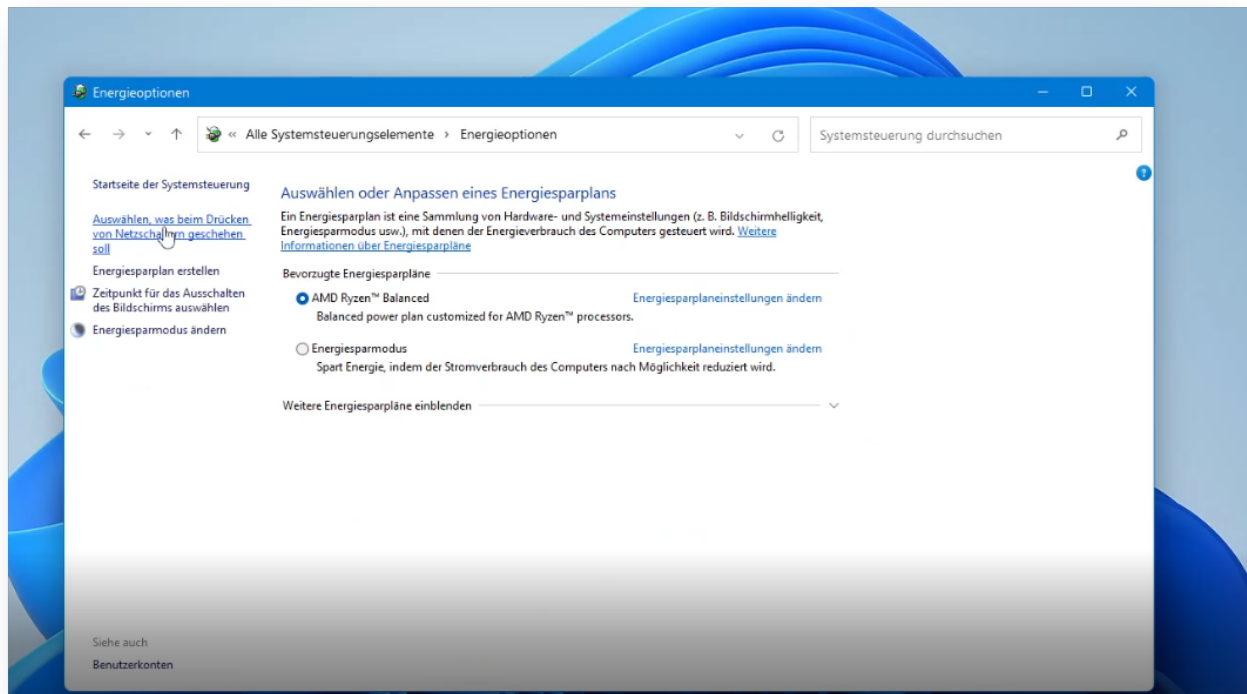 Energieoptionen
« Alle Systemsteuerungselemente › Energieoptionen
Systemsteuerung durchsuchen
Startseite der Systemsteuerung
Auswählen, was beim Drücken
von Netzschaltern geschehen
soll
Energiesparplan erstellen
Zeitpunkt für das Ausschalten
des Bildschirms auswählen
Energiesparmodus ändern
Auswählen oder Anpassen eines Energiesparplans
Ein Energiesparplan ist eine Sammlung von Hardware- und Systemeinstellungen (z. B. Bildschirmhelligkeit,
Energiesparmodus usw.), mit denen der Energieverbrauch des Computers gesteuert wird. Weitere
Informationen über Energiesparpläne
Bevorzugte Energiesparpläne
AMD Ryzen™ Balanced Energiesparplaneinstellungen ändern
Balanced power plan customized for AMD Ryzen™ processors.
Energiesparmodus Energiesparplaneinstellungen ändern
Spart Energie, indem der Stromverbrauch des Computers nach Möglichkeit reduziert wird.
Weitere Energiesparpläne einblenden
Siehe auch
Benutzerkonten